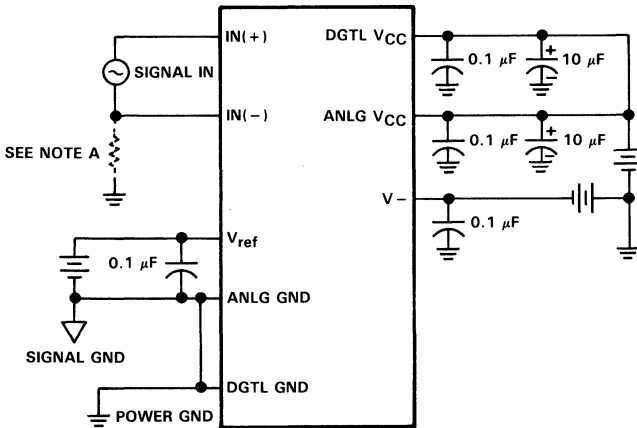 IN(+)
DGTL VCC
0.1 μF
+
10 μF
−
SIGNAL IN
IN(−)
ANLG VCC
0.1 μF
+
10 μF
−
SEE NOTE A
V−
0.1 μF
Vref
0.1 μF
ANLG GND
SIGNAL GND
DGTL GND
POWER GND